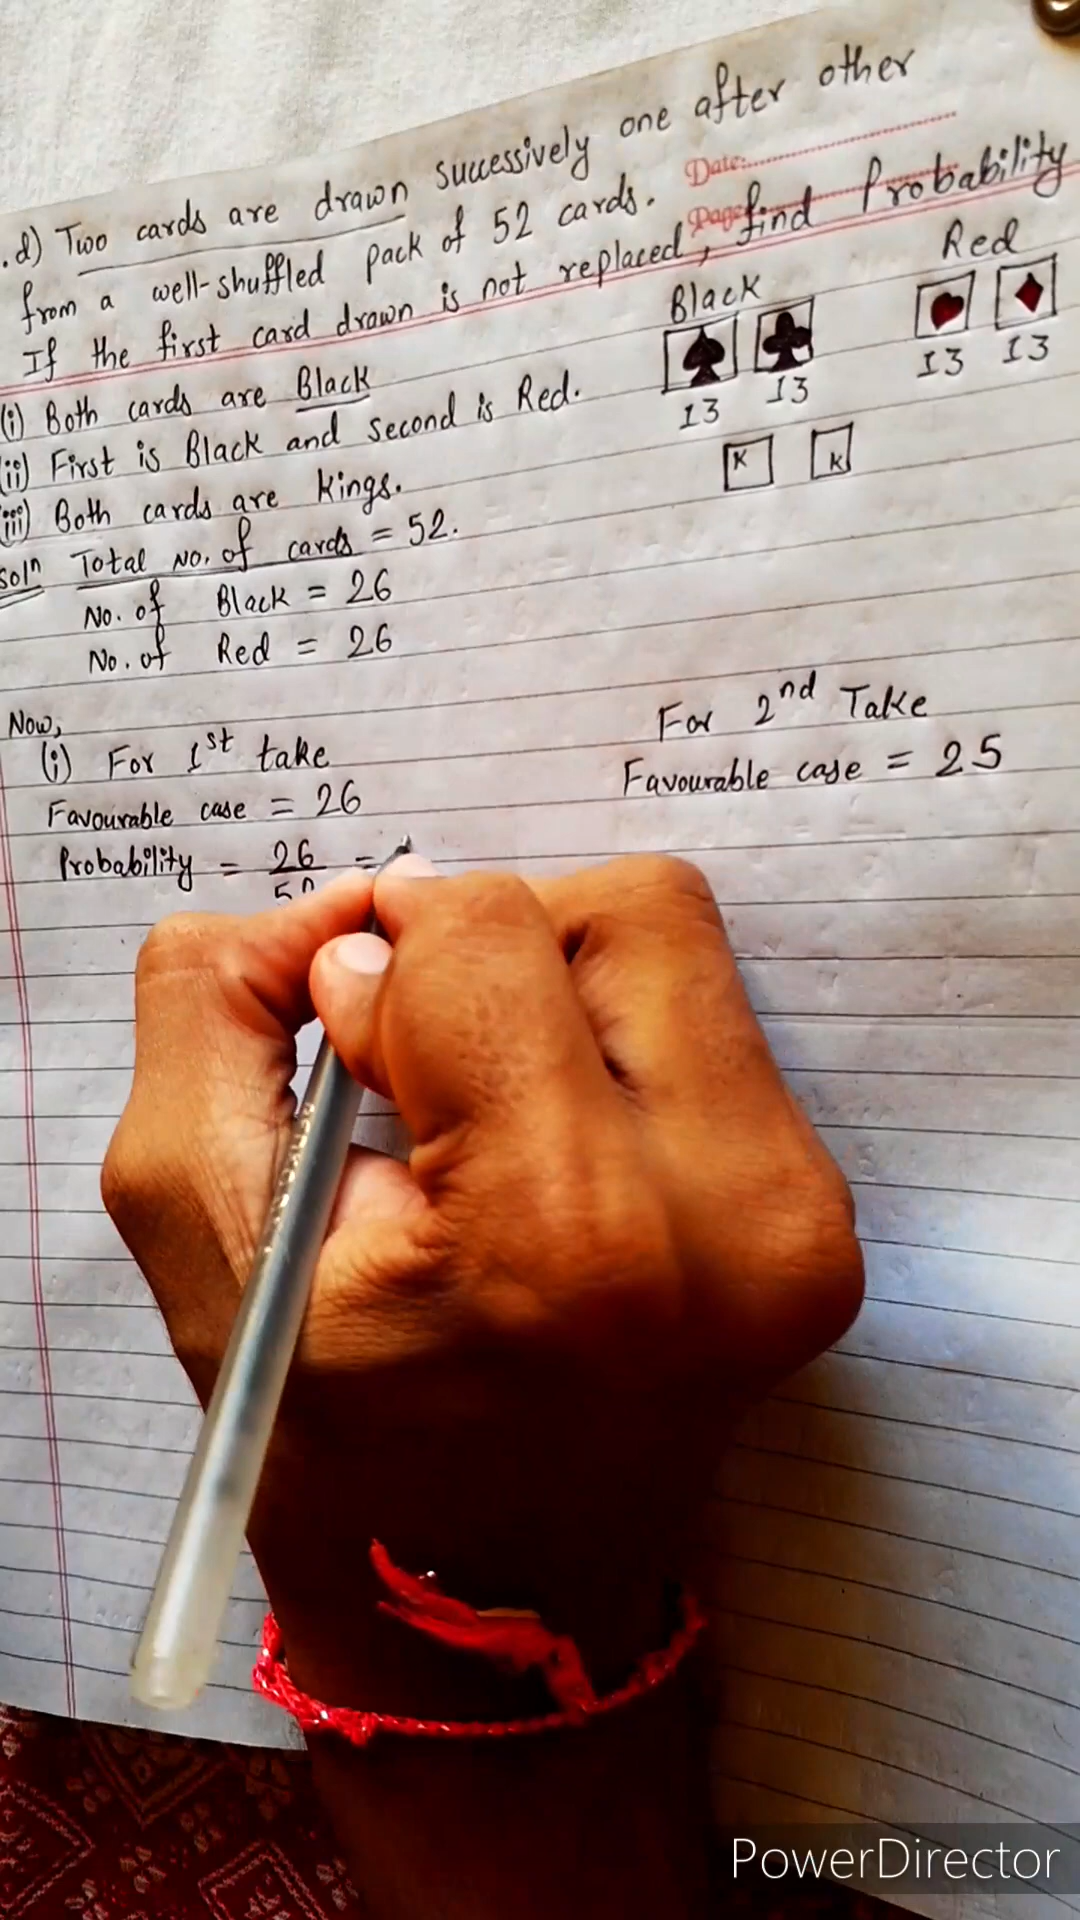 .d) Two cards are drawn successively one after other
Date:
from a well-shuffled pack of 52 cards.
Page
If the first card drawn is not replaced, find Probability
Black
Red
13 13
13 13
(i) Both cards are Black
(ii) First is Black and second is Red.
K K
(iii) Both cards are kings.
Soln Total No. of cards = 52.
No. of Black = 26
No. of Red = 26
Now,
(i) For 1st take
For 2nd Take
Favourable case = 26
Favourable case = 25
Probability = 26 =
PowerDirector